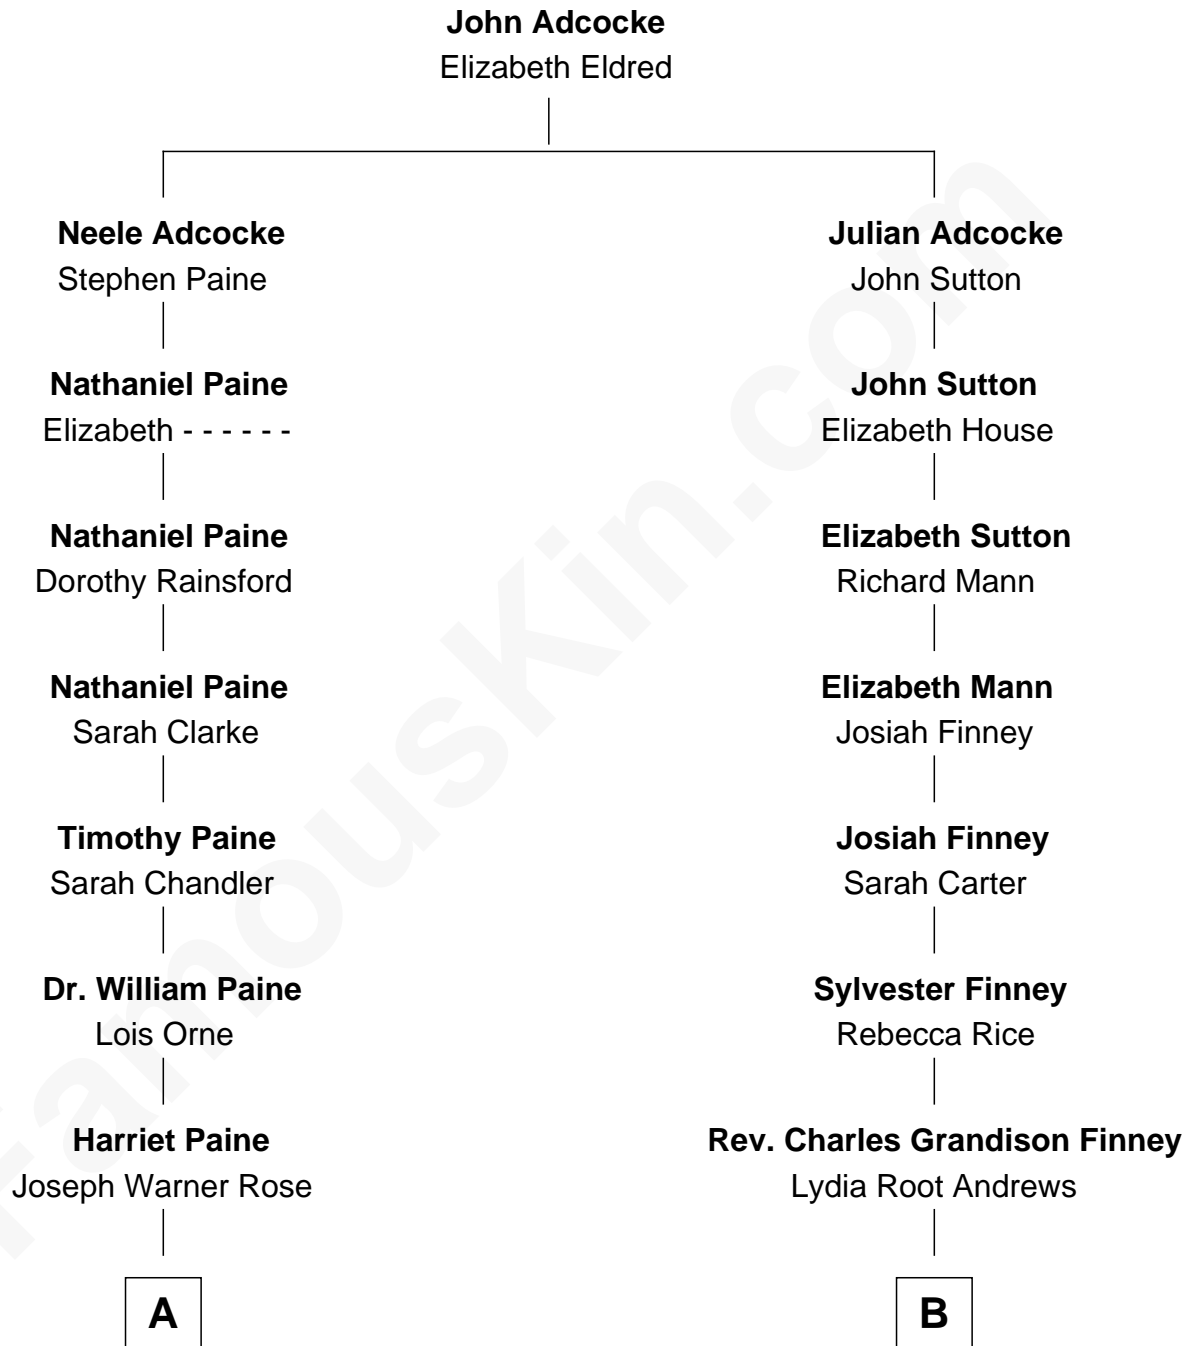 John Adcocke
Elizabeth Eldred
Neele Adcocke
Stephen Paine
Nathaniel Paine
Elizabeth - - - - - -
Nathaniel Paine
Dorothy Rainsford
Nathaniel Paine
Sarah Clarke
Timothy Paine
Sarah Chandler
Dr. William Paine
Lois Orne
Harriet Paine
Joseph Warner Rose
A
Julian Adcocke
John Sutton
John Sutton
Elizabeth House
Elizabeth Sutton
Richard Mann
Elizabeth Mann
Josiah Finney
Josiah Finney
Sarah Carter
Sylvester Finney
Rebecca Rice
Rev. Charles Grandison Finney
Lydia Root Andrews
B
FamousKin.com